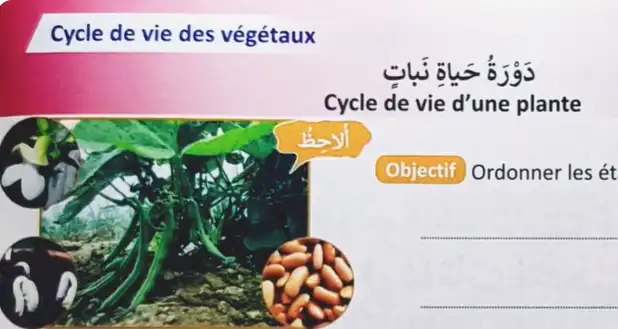 Cycle de vie des végétaux
دَوْرَةُ حَياةِ نَباتٍ
Cycle de vie d'une plante
أُلاحِظُ
Objectif Ordonner les ét